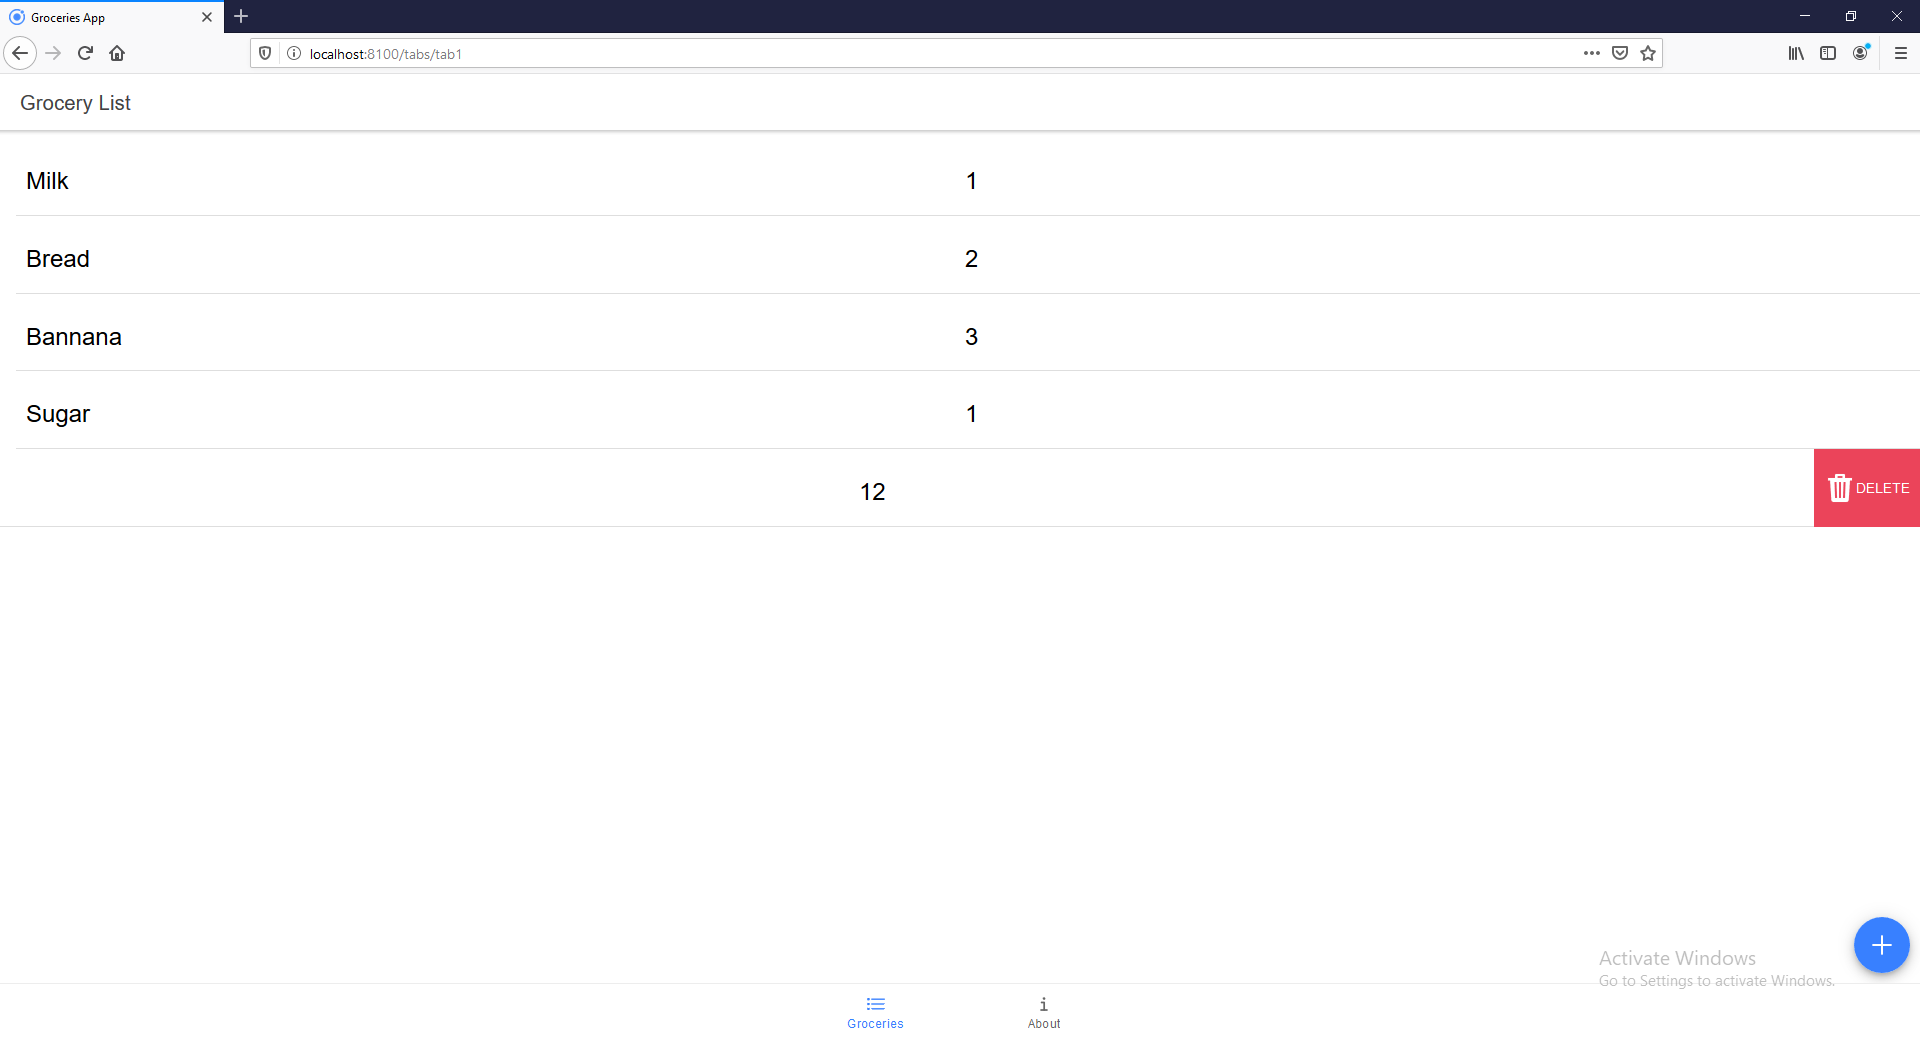 Groceries App
localhost:8100/tabs/tab1
Grocery List
Milk 1
Bread 2
Bannana 3
Sugar 1
12 DELETE
Activate Windows
Go to Settings to activate Windows.
Groceries About